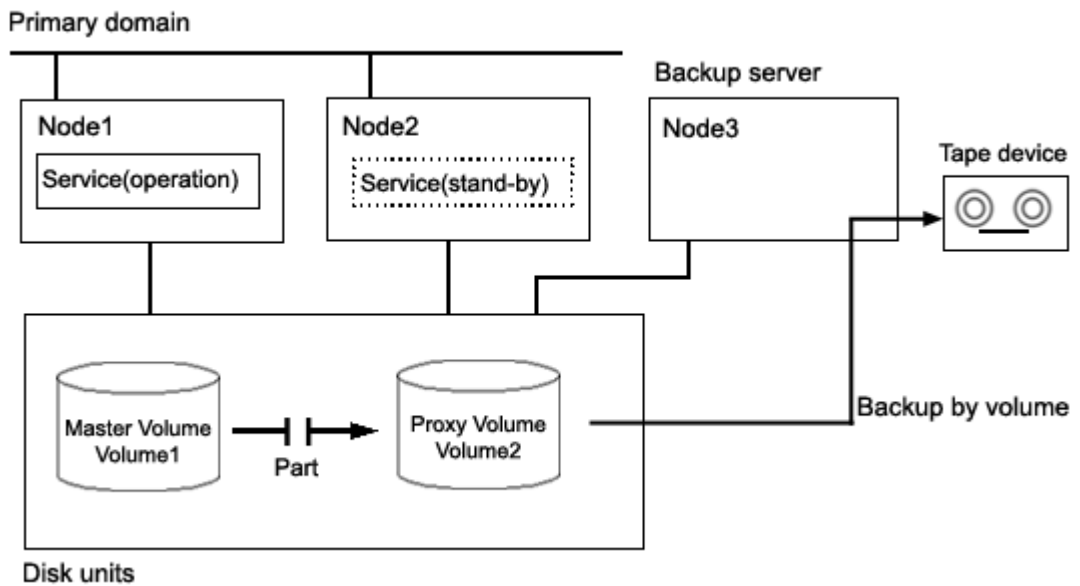 Primary domain
Backup server
Node1
Node2
Node3
Service(operation)
Service(stand-by)
Tape device
Master Volume
Volume1
Part
Proxy Volume
Volume2
Backup by volume
Disk units